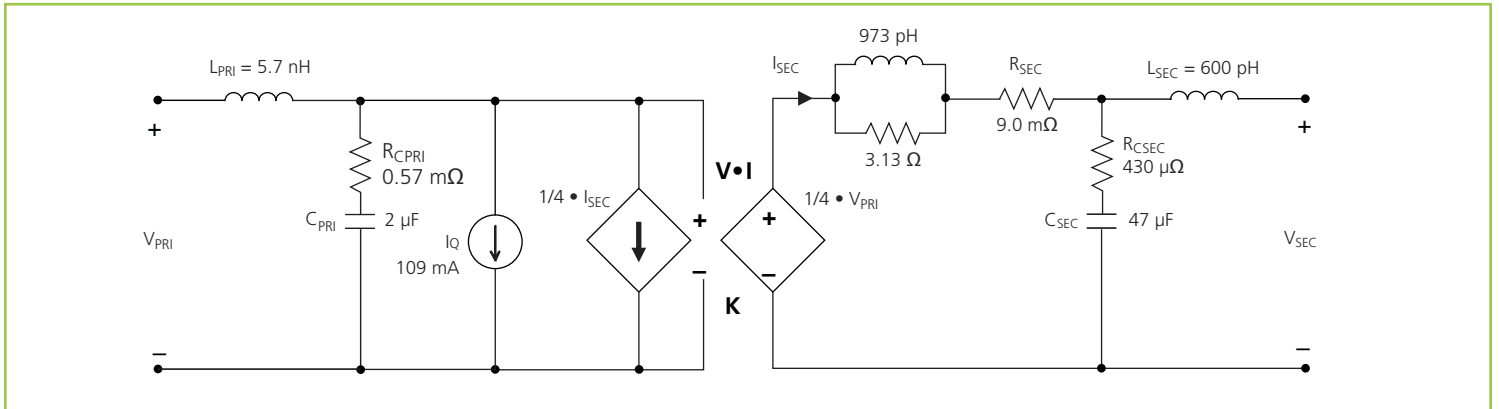 L_PRI = 5.7 nH
+
R_CPRI
0.57 mΩ
C_PRI
2 µF
V_PRI
I_Q
109 mA
1/4 • I_SEC
V•I
+
−
K
1/4 • V_PRI
+
−
I_SEC
973 pH
3.13 Ω
R_SEC
9.0 mΩ
L_SEC = 600 pH
R_CSEC
430 µΩ
C_SEC
47 µF
+
V_SEC
−
−